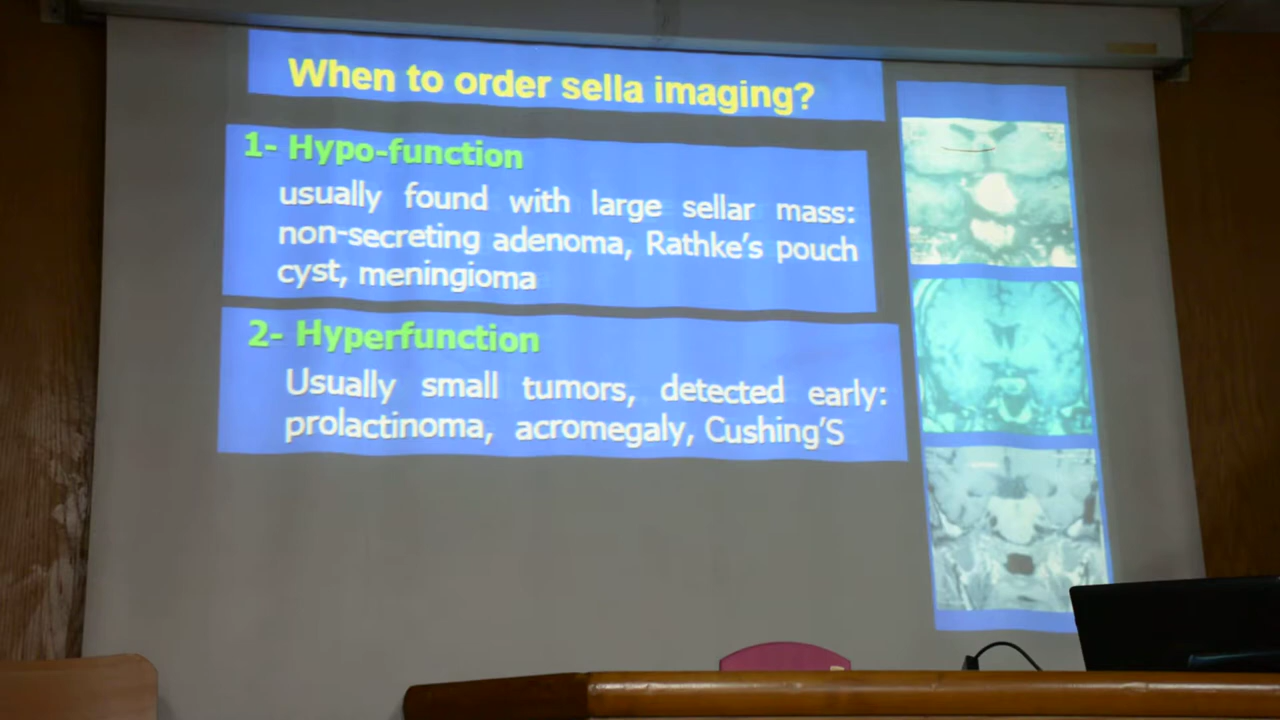 When to order sella imaging?
1- Hypo-function
usually found with large sellar mass:
non-secreting adenoma, Rathke's pouch
cyst, meningioma
2- Hyperfunction
Usually small tumors, detected early:
prolactinoma, acromegaly, Cushing'S